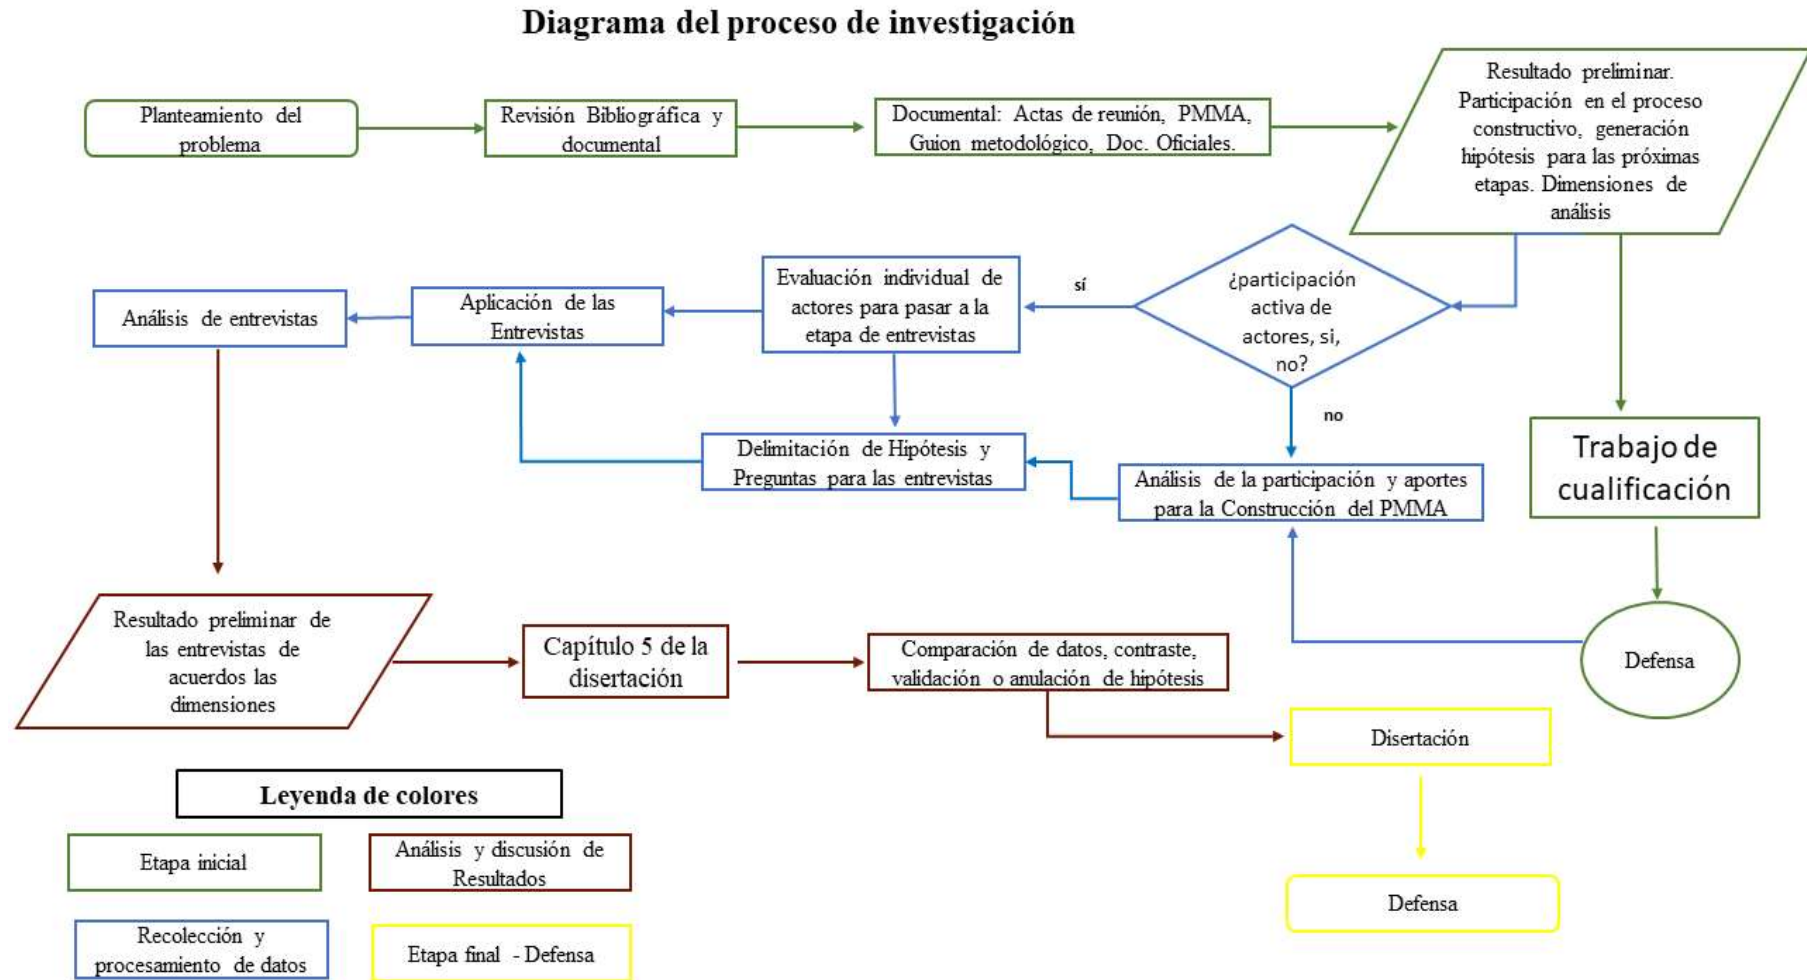 Diagrama del proceso de investigación
Planteamiento del
problema
Revisión Bibliográfica y
documental
Documental: Actas de reunión, PMMA,
Guion metodológico, Doc. Oficiales.
Resultado preliminar.
Participación en el proceso
constructivo, generación
hipótesis para las próximas
etapas. Dimensiones de
análisis
Análisis de entrevistas
Aplicación de las
Entrevistas
Evaluación individual de
actores para pasar a la
etapa de entrevistas
sí
¿participación
activa de
actores, si,
no?
no
Delimitación de Hipótesis y
Preguntas para las entrevistas
Análisis de la participación y aportes
para la Construcción del PMMA
Trabajo de
cualificación
Defensa
Resultado preliminar de
las entrevistas de
acuerdos las
dimensiones
Capítulo 5 de la
disertación
Comparación de datos, contraste,
validación o anulación de hipótesis
Disertación
Defensa
Leyenda de colores
Etapa inicial
Análisis y discusión de
Resultados
Recolección y
procesamiento de datos
Etapa final - Defensa